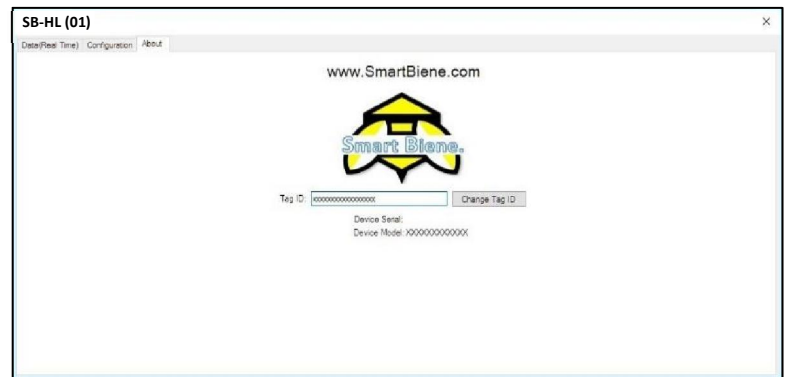 SB-HL (01)
Data(Real Time) Configuration About
www.SmartBiene.com
Smart Biene.
Tag ID: xxxxxxxxxxxxxxxx Change Tag ID
Device Serial:
Device Model: XXXXXXXXXXXX